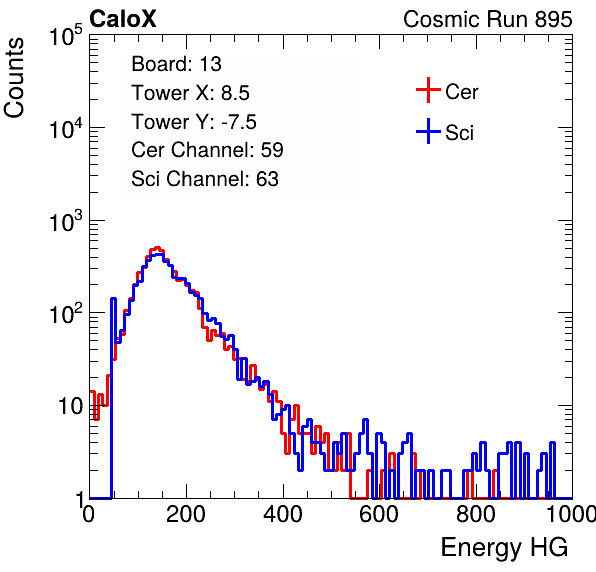 CaloX Cosmic Run 895
Counts
10^5
10^4
10^3
10^2
10
1
Board: 13
Tower X: 8.5
Tower Y: -7.5
Cer Channel: 59
Sci Channel: 63
Cer
Sci
0 200 400 600 800 1000
Energy HG